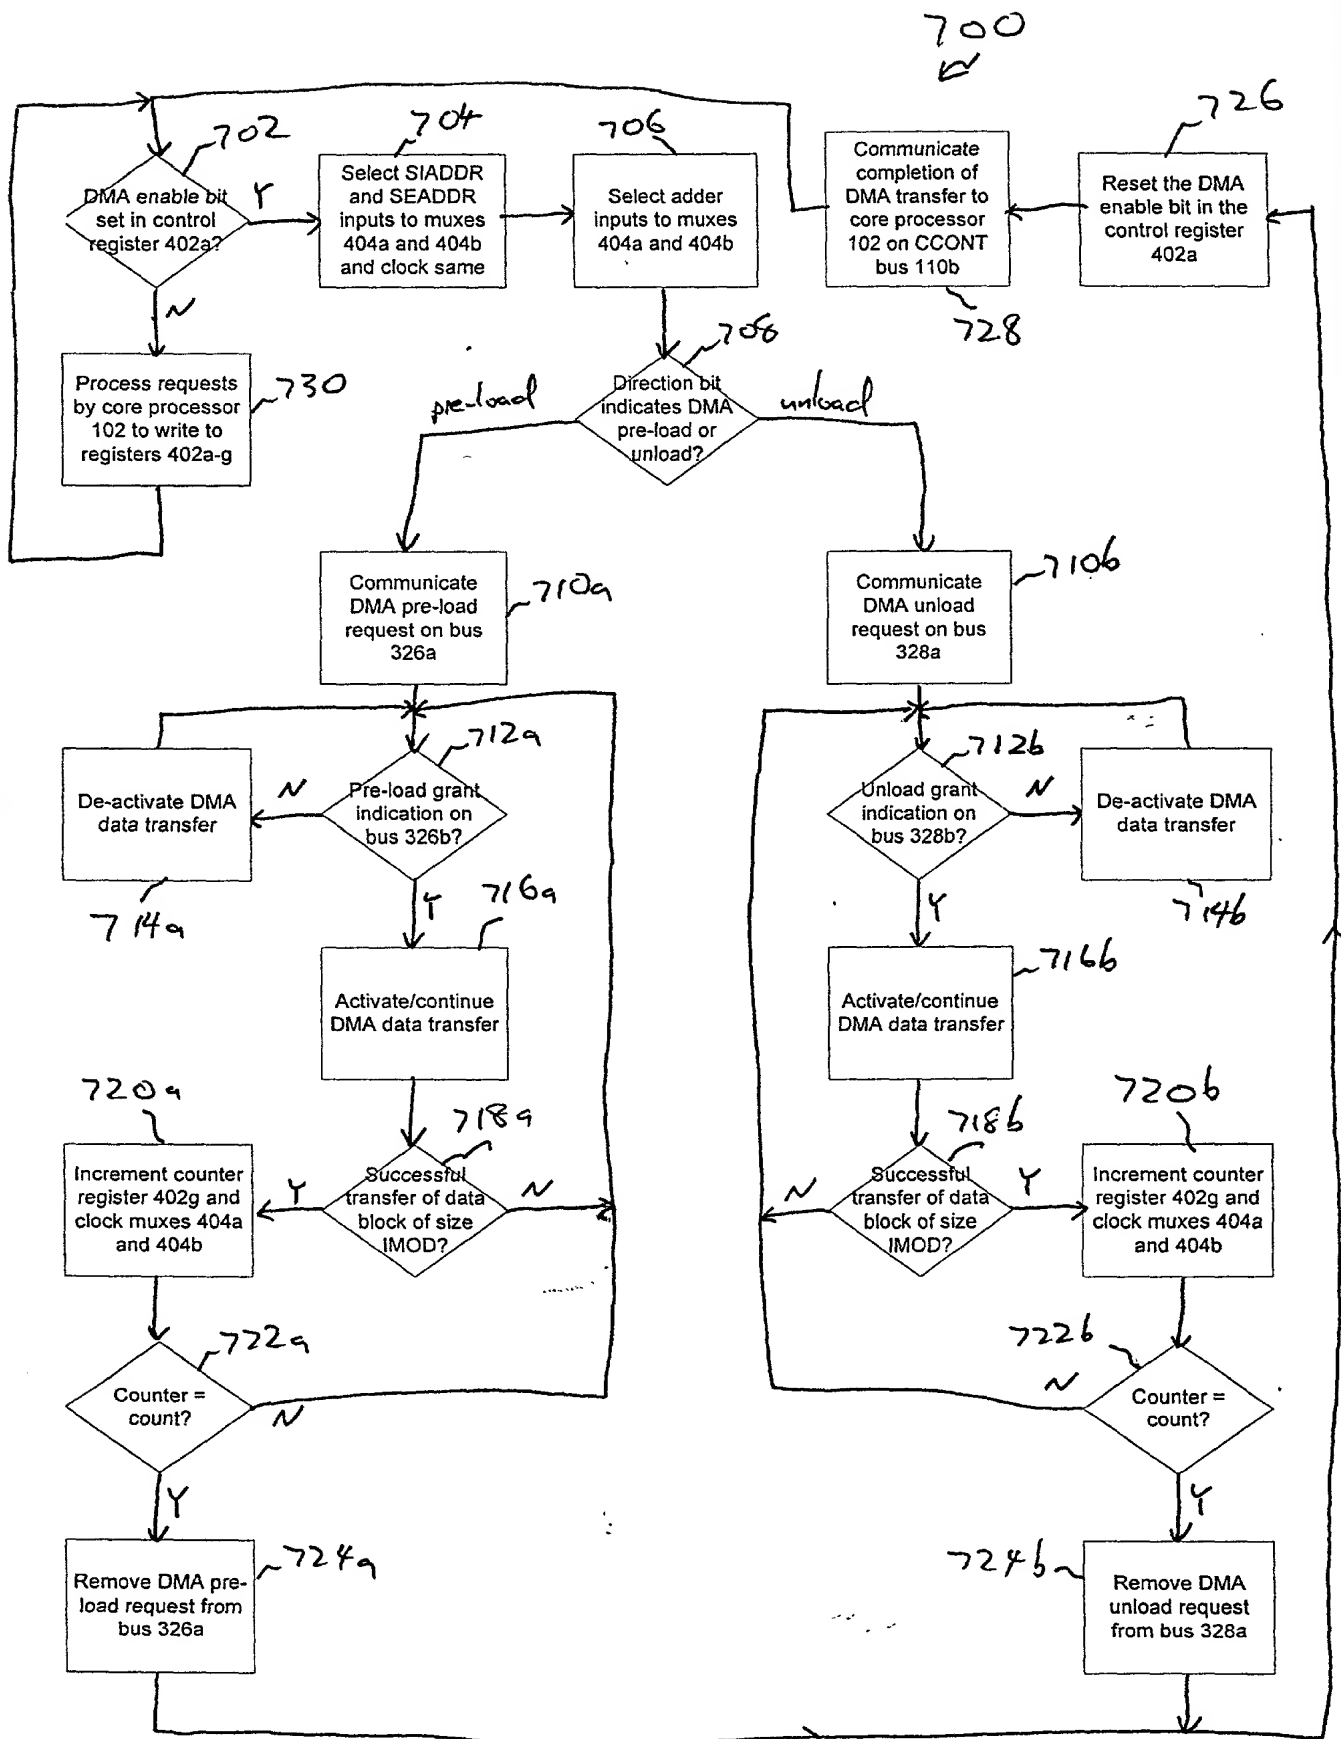 700
702
DMA enable bit
set in control
register 402a?
Y
N
704
Select SIADDR
and SEADDR
inputs to muxes
404a and 404b
and clock same
706
Select adder
inputs to muxes
404a and 404b
Communicate
completion of
DMA transfer to
core processor
102 on CCONT
bus 110b
728
726
Reset the DMA
enable bit in the
control register
402a
Process requests
by core processor
102 to write to
registers 402a-g
730
708
Direction bit
indicates DMA
pre-load or
unload?
pre-load
unload
Communicate
DMA pre-load
request on bus
326a
710a
Communicate
DMA unload
request on bus
328a
710b
De-activate DMA
data transfer
714a
N
712a
Pre-load grant
indication on
bus 326b?
Y
712b
Unload grant
indication on
bus 328b?
N
Y
De-activate DMA
data transfer
714b
716a
Activate/continue
DMA data transfer
716b
Activate/continue
DMA data transfer
720a
Increment counter
register 402g and
clock muxes 404a
and 404b
Y
718a
Successful
transfer of data
block of size
IMOD?
N
N
718b
Successful
transfer of data
block of size
IMOD?
Y
720b
Increment counter
register 402g and
clock muxes 404a
and 404b
722a
Counter =
count?
N
Y
722b
N
Counter =
count?
Y
724a
Remove DMA pre-
load request from
bus 326a
724b
Remove DMA
unload request
from bus 328a